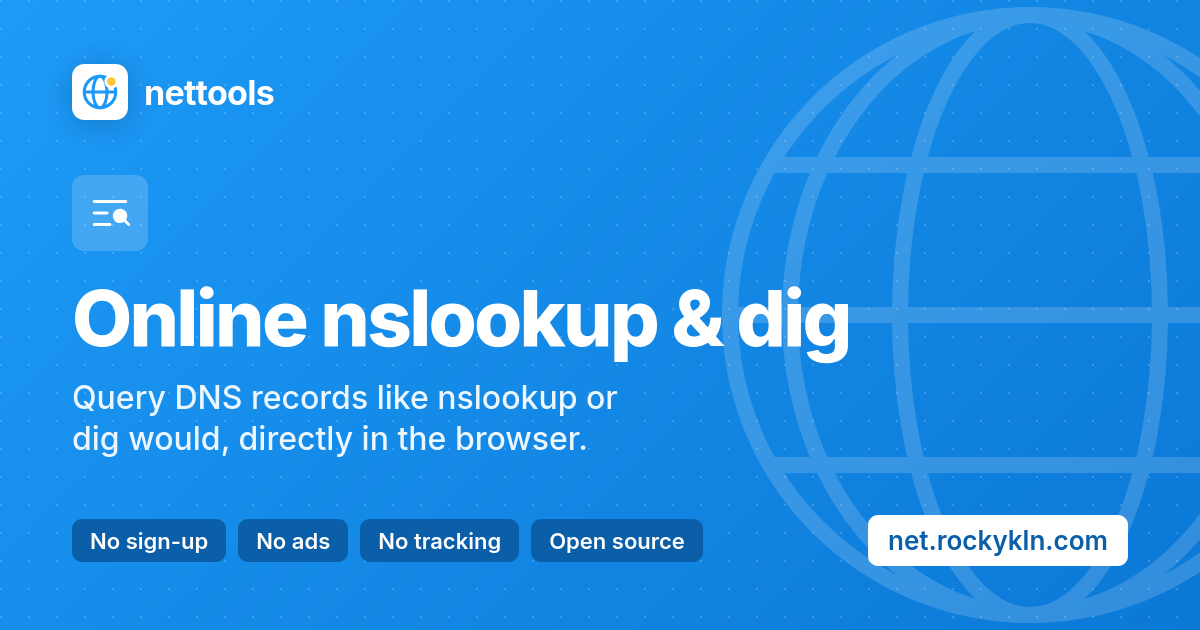 nettools
Online nslookup & dig
Query DNS records like nslookup or
dig would, directly in the browser.
No sign-up
No ads
No tracking
Open source
net.rockykln.com